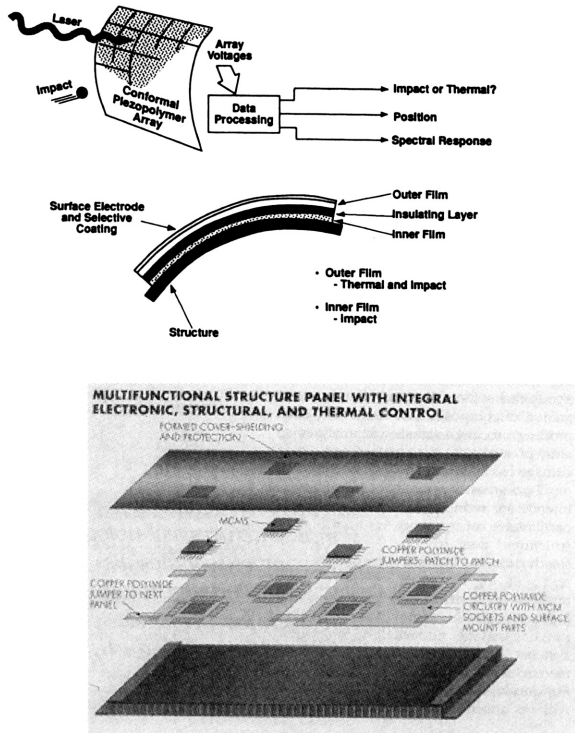 Laser
Impact
Conformal
Piezopolymer
Array
Array
Voltages
Data
Processing
Impact or Thermal?
Position
Spectral Response
Surface Electrode
and Selective
Coating
Outer Film
Insulating Layer
Inner Film
• Outer Film
- Thermal and Impact
• Inner Film
- Impact
Structure
MULTIFUNCTIONAL STRUCTURE PANEL WITH INTEGRAL
ELECTRONIC, STRUCTURAL, AND THERMAL CONTROL
FORMED COVER-SHIELDING
AND PROTECTION
MCMS
COPPER POLYIMIDE
JUMPERS: PATCH TO PATCH
COPPER POLYIMIDE
JUMPER TO NEXT
PANEL
COPPER POLYIMIDE
CIRCUITRY WITH MCM
SOCKETS AND SURFACE
MOUNT PARTS